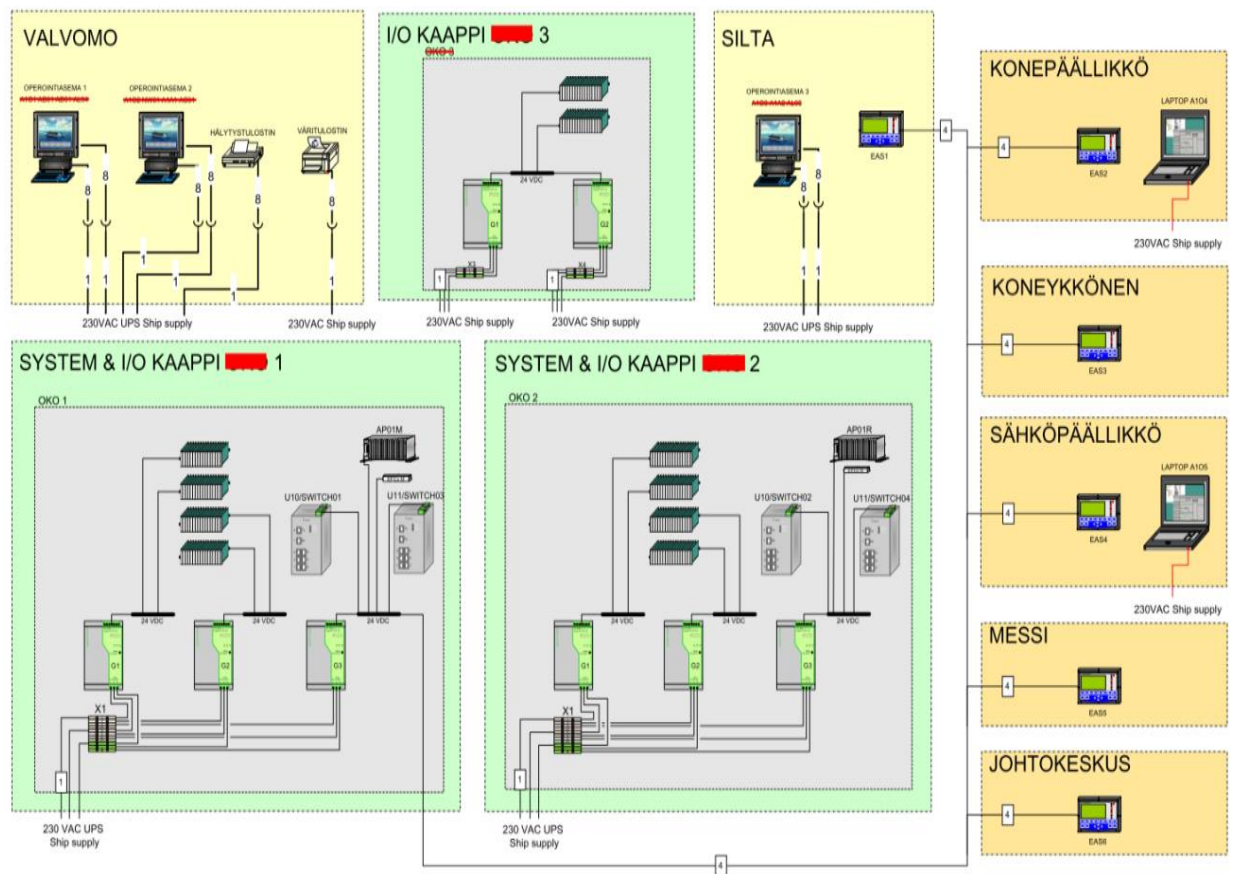 VALVOMO
OPEROINTIASEMA 1
OPEROINTIASEMA 2
HÄLYTYSTULOSTIN
VÄRITULOSTIN
8
8
8
8
8
8
1
1
1
1
1
1
230VAC UPS Ship supply
230VAC Ship supply
I/O KAAPPI 3
OKO 3
24 VDC
G1
G2
X3
X4
1
1
230VAC Ship supply
230VAC Ship supply
SILTA
OPEROINTIASEMA 3
EAS1
4
8
8
1
1
230VAC UPS Ship supply
KONEPÄÄLLIKKÖ
LAPTOP A1O4
4
EAS2
230VAC Ship supply
KONEYKKÖNEN
4
EAS3
SÄHKÖPÄÄLLIKKÖ
LAPTOP A1O5
4
EAS4
230VAC Ship supply
MESSI
4
EAS5
JOHTOKESKUS
4
EAS6
SYSTEM & I/O KAAPPI 1
OKO 1
AP01M
U10/SWITCH01
U11/SWITCH03
24 VDC
24 VDC
24 VDC
G1
G2
G3
X1
1
230 VAC UPS
Ship supply
SYSTEM & I/O KAAPPI 2
OKO 2
AP01R
U10/SWITCH02
U11/SWITCH04
24 VDC
24 VDC
24 VDC
G1
G2
G3
X1
1
230 VAC UPS
Ship supply
4